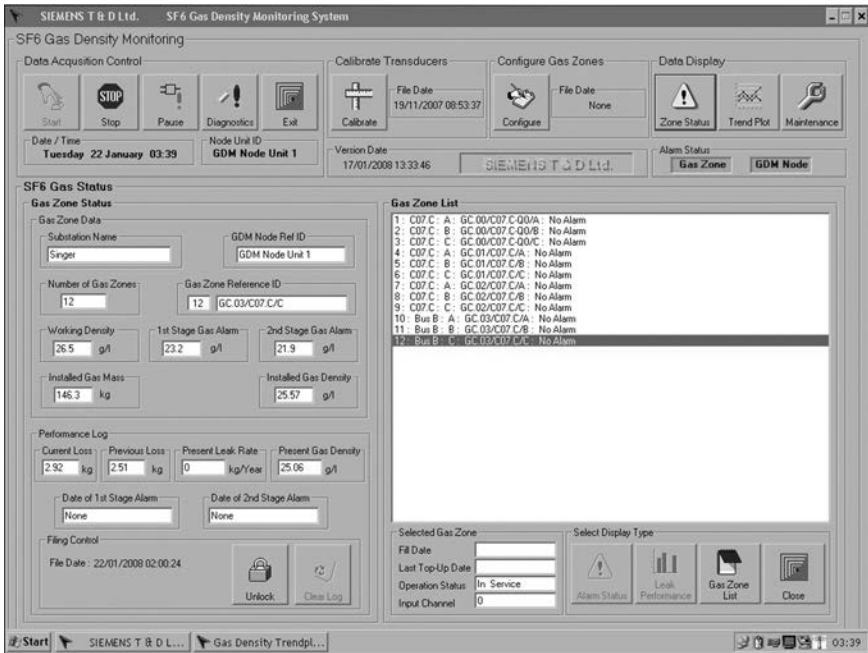 SIEMENS T & D Ltd. SF6 Gas Density Monitoring System
SF6 Gas Density Monitoring
Data Acqusition Control
Start
STOP
Stop
Pause
Diagnostics
Exit
Calibrate Transducers
Calibrate
File Date
19/11/2007 08:53:37
Configure Gas Zones
Configure
File Date
None
Data Display
Zone Status
Trend Plot
Maintenance
Date / Time
Tuesday 22 January 03:39
Node Unit ID
GDM Node Unit 1
Version Date
17/01/2008 13:33:46
SIEMENS T & D Ltd.
Alarm Status
Gas Zone
GDM Node
SF6 Gas Status
Gas Zone Status
Gas Zone Data
Substation Name
Singer
GDM Node Ref ID
GDM Node Unit 1
Number of Gas Zones
12
Gas Zone Reference ID
12 GC.03/C07.C/C
Working Density
26.5 g/l
1st Stage Gas Alarm
23.2 g/l
2nd Stage Gas Alarm
21.9 g/l
Installed Gas Mass
146.3 kg
Installed Gas Density
25.57 g/l
Performance Log
Current Loss
2.92 kg
Previous Loss
2.51 kg
Present Leak Rate
0 kg/Year
Present Gas Density
25.06 g/l
Date of 1st Stage Alarm
None
Date of 2nd Stage Alarm
None
Filing Control
File Date : 22/01/2008 02:00:24
Unlock
Clear Log
Gas Zone List
1 : C07.C : A : GC.00/C07.C-Q0/A : No Alarm
2 : C07.C : B : GC.00/C07.C-Q0/B : No Alarm
3 : C07.C : C : GC.00/C07.C-Q0/C : No Alarm
4 : C07.C : A : GC.01/C07.C/A : No Alarm
5 : C07.C : B : GC.01/C07.C/B : No Alarm
6 : C07.C : C : GC.01/C07.C/C : No Alarm
7 : C07.C : A : GC.02/C07.C/A : No Alarm
8 : C07.C : B : GC.02/C07.C/B : No Alarm
9 : C07.C : C : GC.02/C07.C/C : No Alarm
10 : Bus B : A : GC.03/C07.C/A : No Alarm
11 : Bus B : B : GC.03/C07.C/B : No Alarm
12 : Bus B : C : GC.03/C07.C/C : No Alarm
Selected Gas Zone
Fill Date
Last Top-Up Date
Operation Status In Service
Input Channel 0
Select Display Type
Alarm Status
Leak Performance
Gas Zone List
Close
Start
SIEMENS T & D L...
Gas Density Trendpl...
03:39